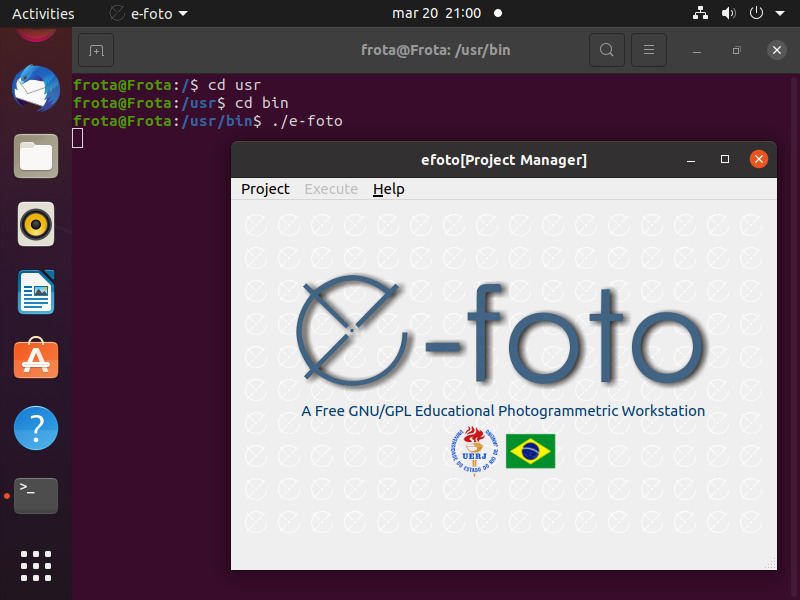 Activities e-foto mar 20 21:00
frota@Frota: /usr/bin
frota@Frota:/$ cd usr
frota@Frota:/usr$ cd bin
frota@Frota:/usr/bin$ ./e-foto
efoto[Project Manager]
Project Execute Help
e-foto
A Free GNU/GPL Educational Photogrammetric Workstation
UERJ
?
>_